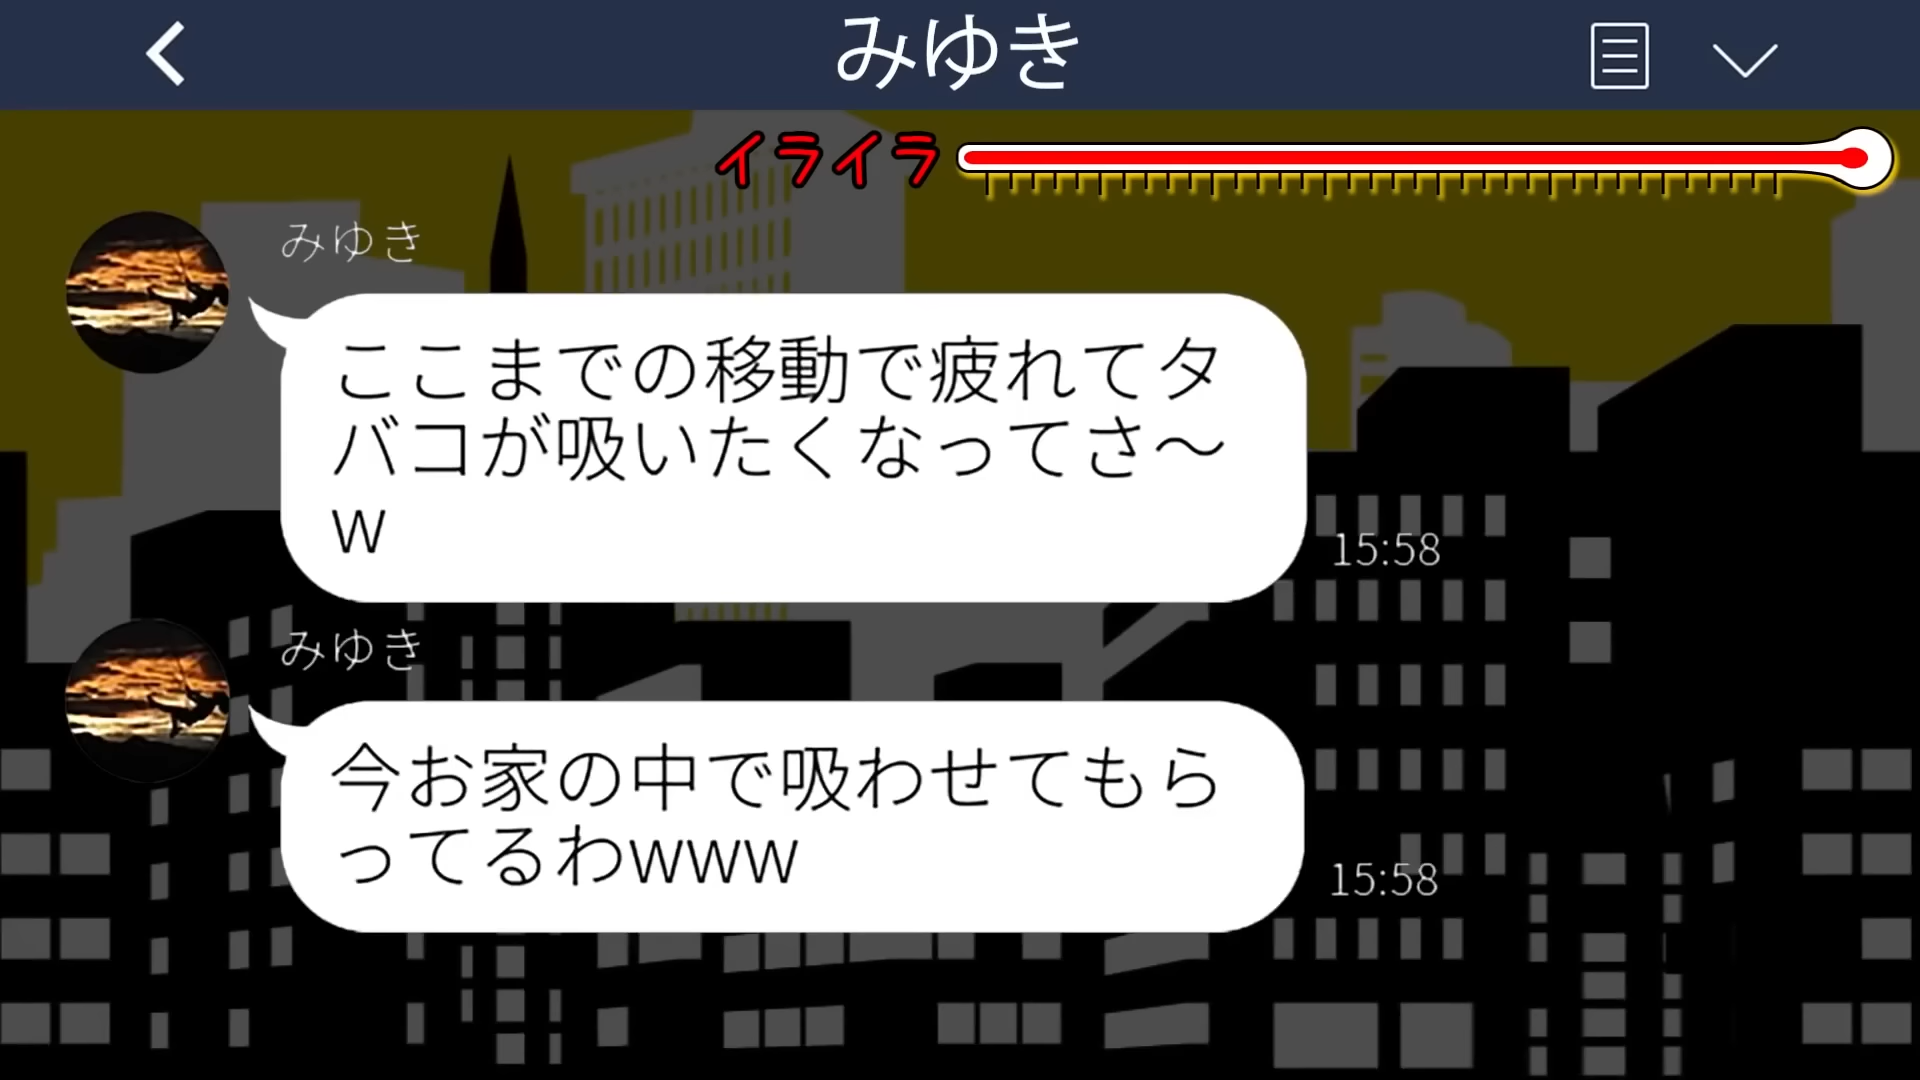 みゆき
イライラ
みゆき
ここまでの移動で疲れてタ
バコが吸いたくなってさ～
w
15:58
みゆき
今お家の中で吸わせてもら
ってるわwww
15:58